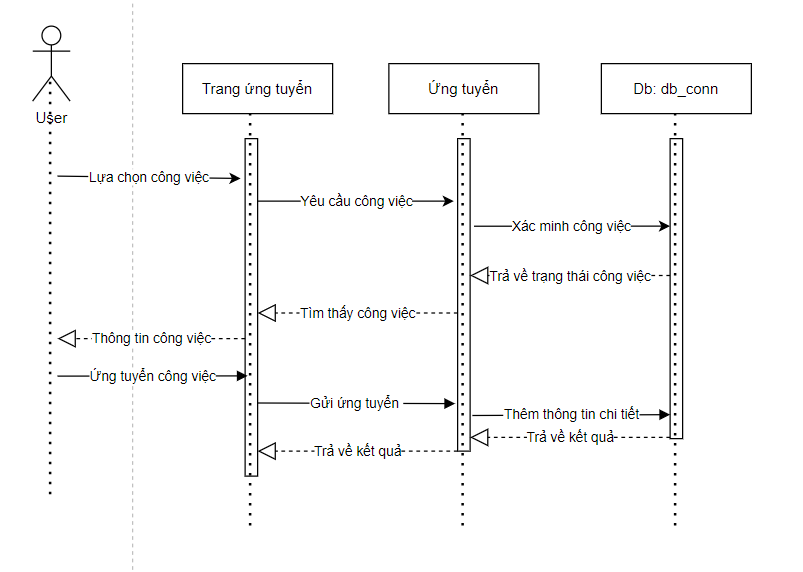 Trang ứng tuyển
Ứng tuyển
Db: db_conn
User
Lựa chọn công việc
Yêu cầu công việc
Xác minh công việc
Trả về trạng thái công việc
Tìm thấy công việc
Thông tin công việc
Ứng tuyển công việc
Gửi ứng tuyển
Thêm thông tin chi tiết
Trả về kết quả
Trả về kết quả